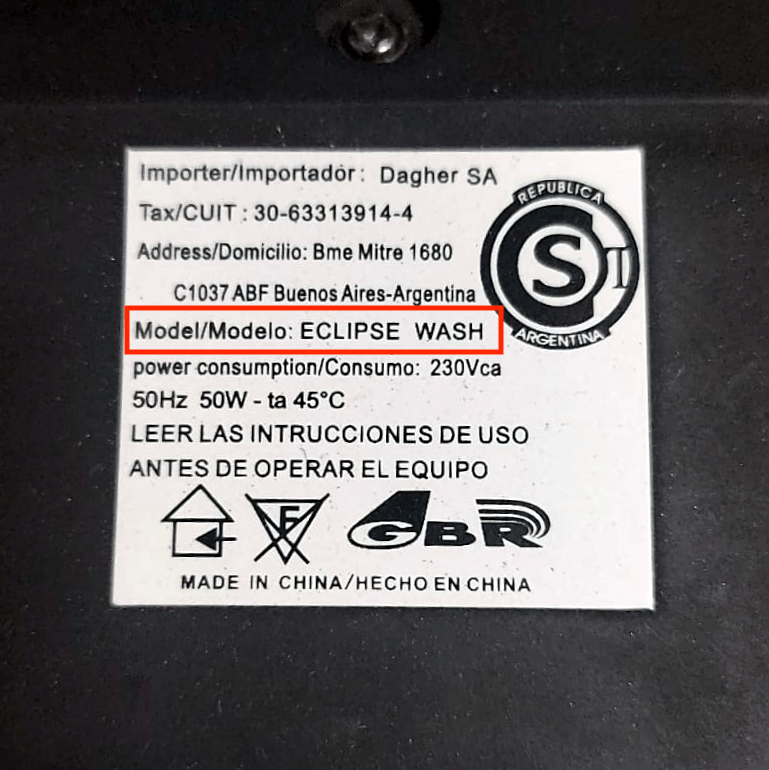 Importer/Importador: Dagher SA
Tax/CUIT : 30-63313914-4
Address/Domicilio: Bme Mitre 1680
C1037 ABF Buenos Aires-Argentina
Model/Modelo: ECLIPSE WASH
power consumption/Consumo: 230Vca
50Hz 50W - ta 45°C
LEER LAS INTRUCCIONES DE USO
ANTES DE OPERAR EL EQUIPO
REPUBLICA
S
ARGENTINA
F
GBR
MADE IN CHINA/HECHO EN CHINA